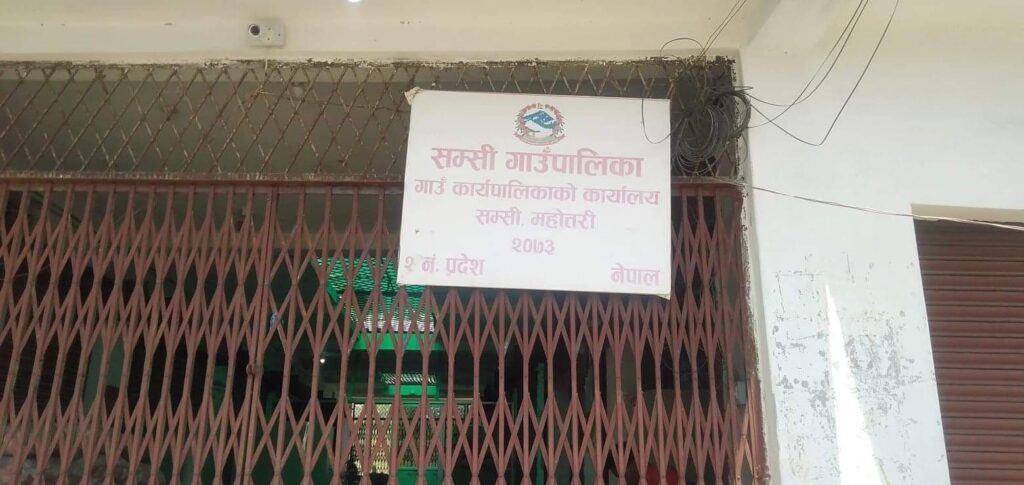 सम्सी गाउँपालिका
गाउँ कार्यपालिकाको कार्यालय
सम्सी, महोत्तरी
२०७३
२ नं. प्रदेश नेपाल